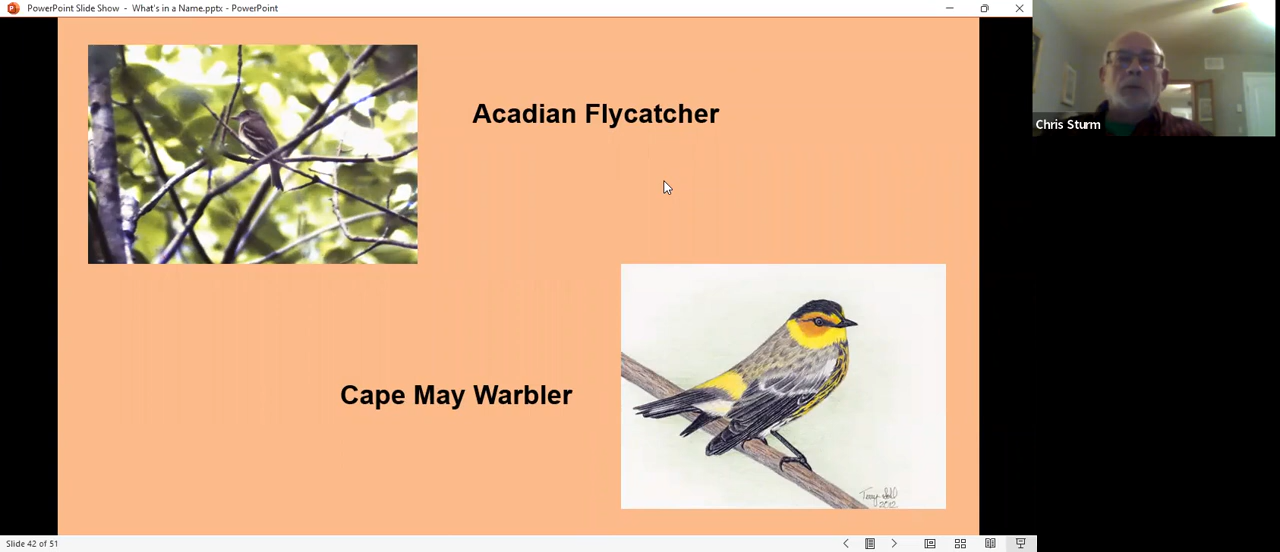 PowerPoint Slide Show - What's in a Name.pptx - PowerPoint
Acadian Flycatcher
Chris Sturm
Cape May Warbler
2012
Slide 42 of 51